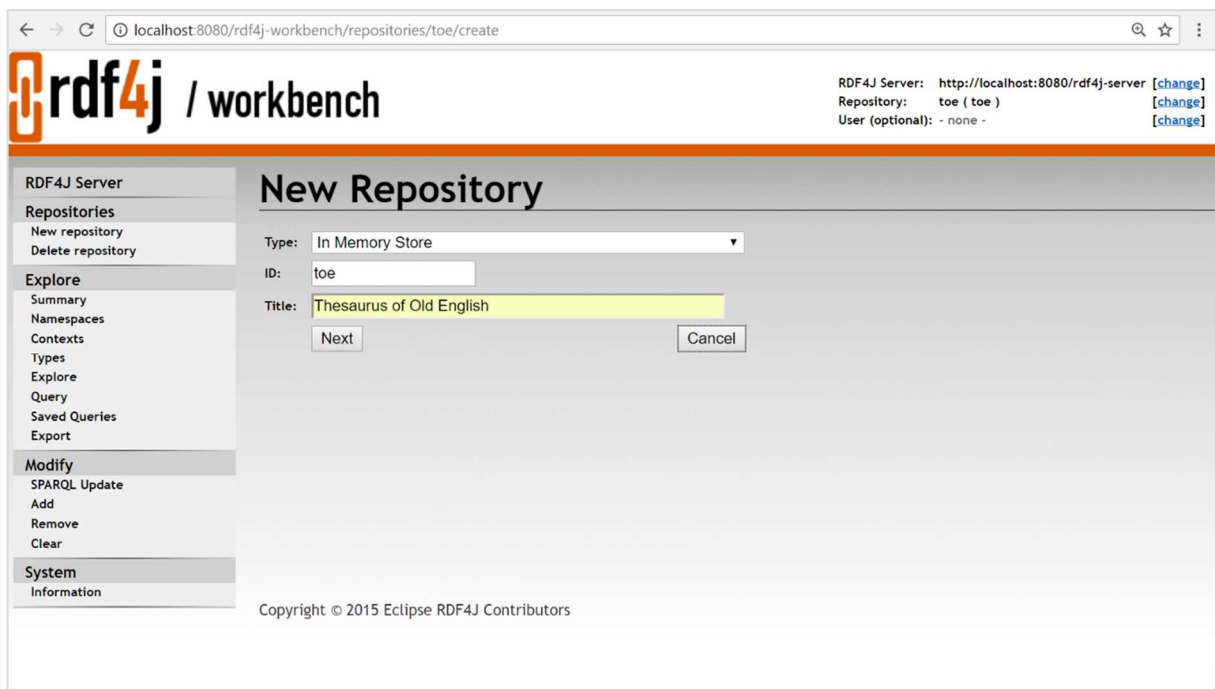 localhost:8080/rdf4j-workbench/repositories/toe/create
rdf4j / workbench
RDF4J Server: http://localhost:8080/rdf4j-server [change]
Repository: toe ( toe ) [change]
User (optional): - none - [change]
RDF4J Server
Repositories
New repository
Delete repository
Explore
Summary
Namespaces
Contexts
Types
Explore
Query
Saved Queries
Export
Modify
SPARQL Update
Add
Remove
Clear
System
Information
New Repository
Type: In Memory Store
ID: toe
Title: Thesaurus of Old English
Next Cancel
Copyright © 2015 Eclipse RDF4J Contributors